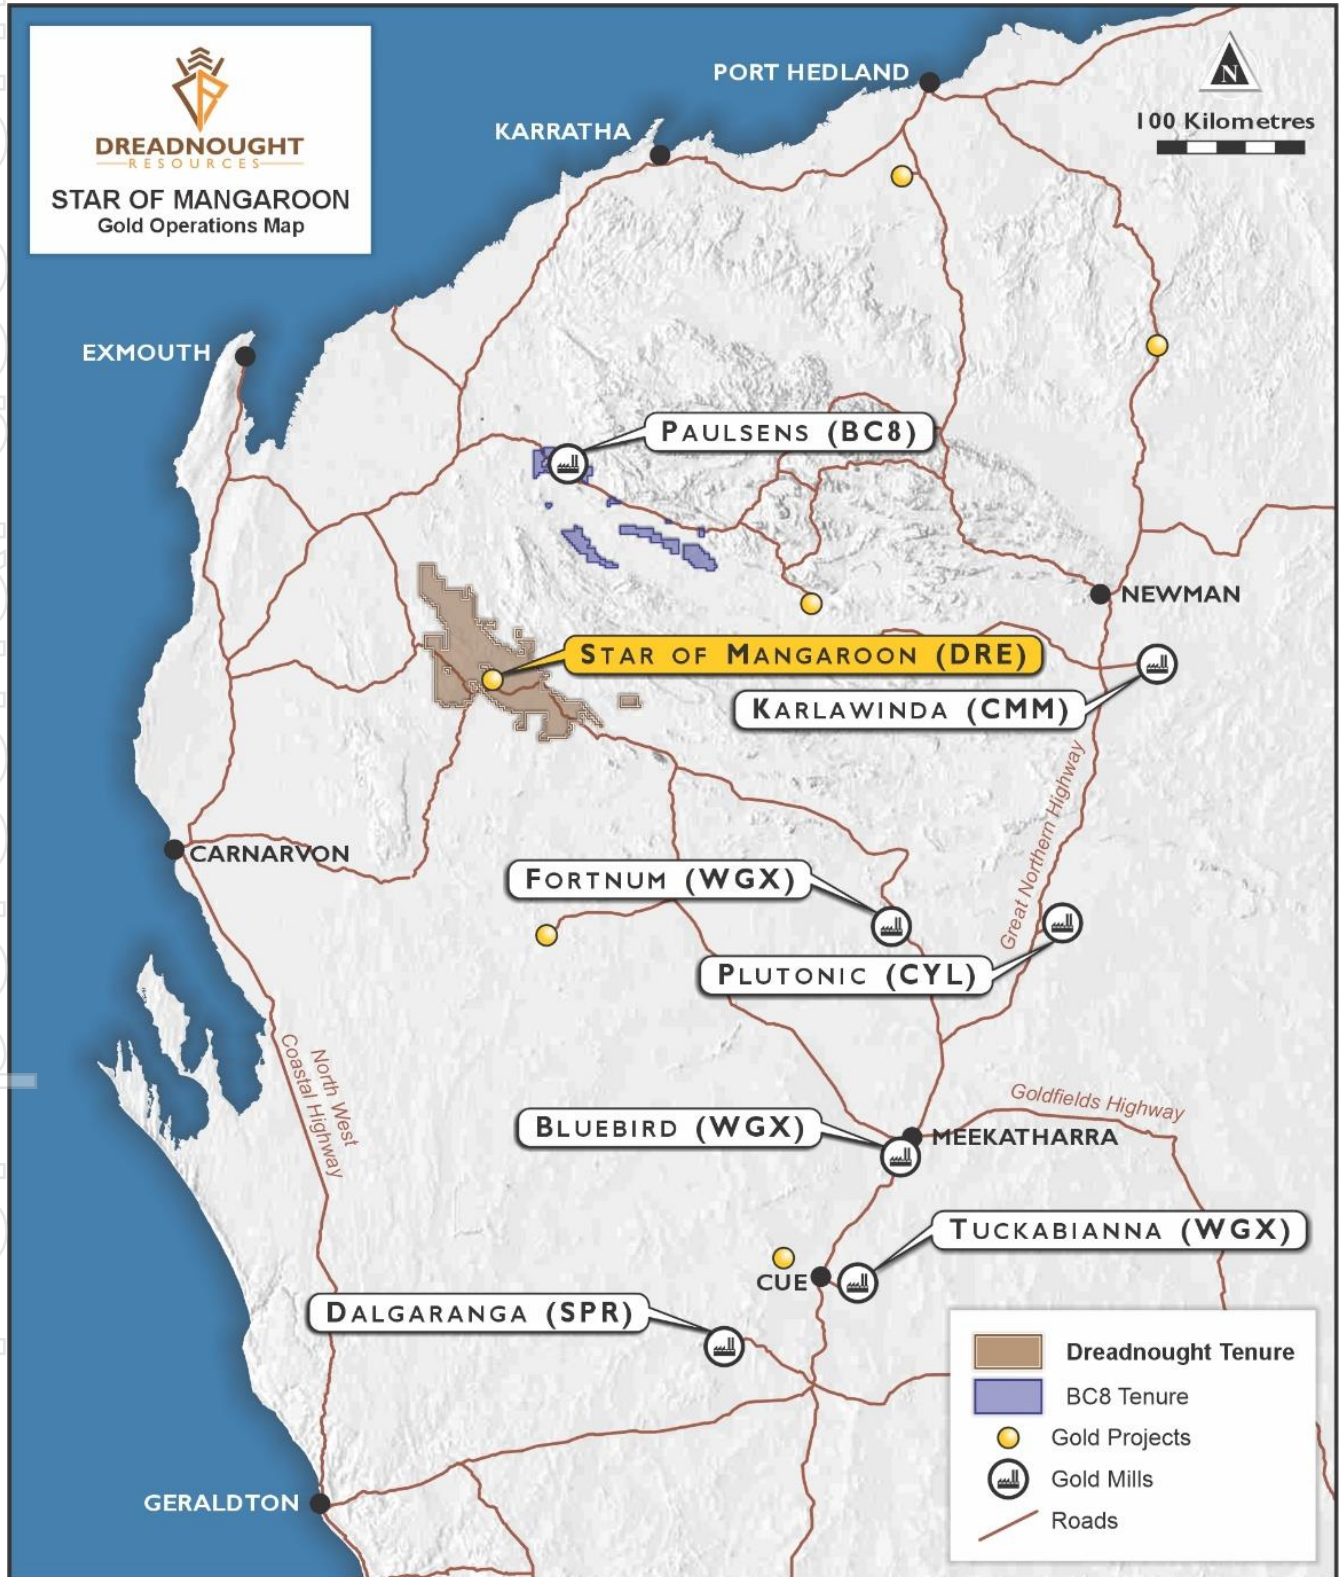 DREADNOUGHT
RESOURCES
STAR OF MANGAROON
Gold Operations Map
PORT HEDLAND
N
100 Kilometres
KARRATHA
EXMOUTH
PAULSENS (BC8)
NEWMAN
STAR OF MANGAROON (DRE)
KARLAWINDA (CMM)
Great Northern Highway
CARNARVON
FORTNUM (WGX)
PLUTONIC (CYL)
North West
Coastal Highway
Goldfields Highway
BLUEBIRD (WGX)
MEEKATHARRA
TUCKABIANNA (WGX)
CUE
DALGARANGA (SPR)
Dreadnought Tenure
BC8 Tenure
Gold Projects
Gold Mills
Roads
GERALDTON